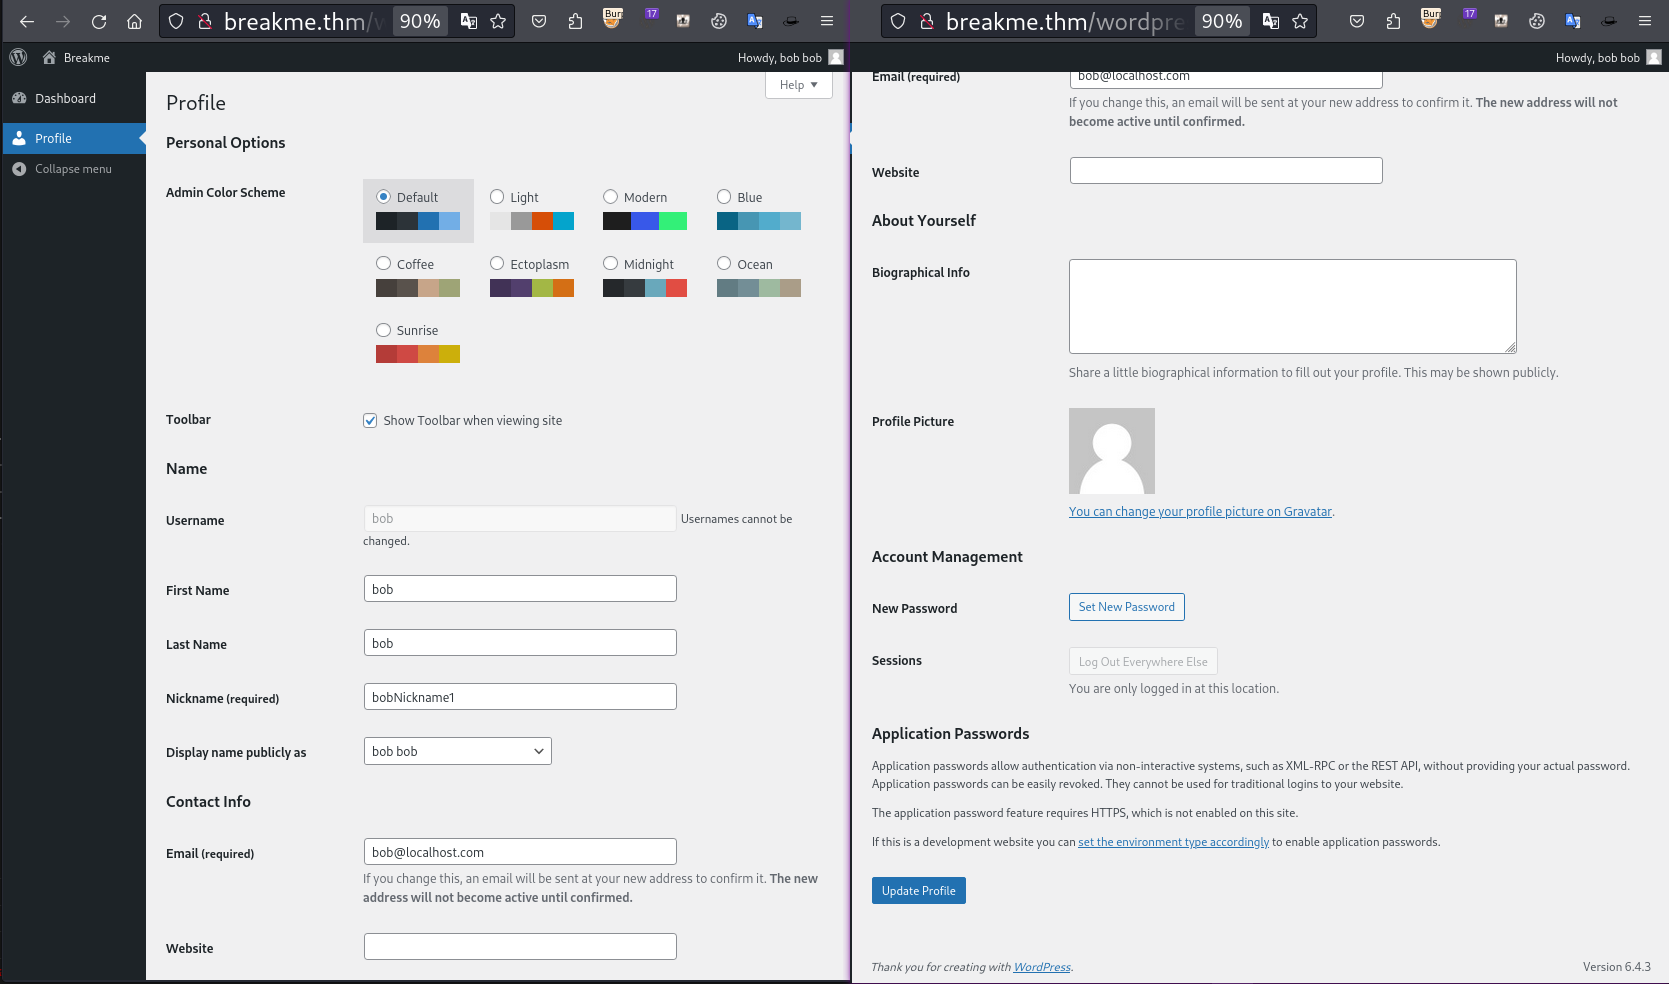 breakme.thm/w
90%
Burr
17
Breakme
Howdy, bob bob
Dashboard
Profile
Collapse menu
Help
Profile
Personal Options
Admin Color Scheme
Default
Light
Modern
Blue
Coffee
Ectoplasm
Midnight
Ocean
Sunrise
Toolbar
Show Toolbar when viewing site
Name
Username
bob
Usernames cannot be
changed.
First Name
bob
Last Name
bob
Nickname (required)
bobNickname1
Display name publicly as
bob bob
Contact Info
Email (required)
bob@localhost.com
If you change this, an email will be sent at your new address to confirm it. The new
address will not become active until confirmed.
Website
breakme.thm/wordpre
90%
Burr
17
Howdy, bob bob
Email (required)
bob@localhost.com
If you change this, an email will be sent at your new address to confirm it. The new address will not
become active until confirmed.
Website
About Yourself
Biographical Info
Share a little biographical information to fill out your profile. This may be shown publicly.
Profile Picture
You can change your profile picture on Gravatar.
Account Management
New Password
Set New Password
Sessions
Log Out Everywhere Else
You are only logged in at this location.
Application Passwords
Application passwords allow authentication via non-interactive systems, such as XML-RPC or the REST API, without providing your actual password.
Application passwords can be easily revoked. They cannot be used for traditional logins to your website.
The application password feature requires HTTPS, which is not enabled on this site.
If this is a development website you can set the environment type accordingly to enable application passwords.
Update Profile
Thank you for creating with WordPress.
Version 6.4.3